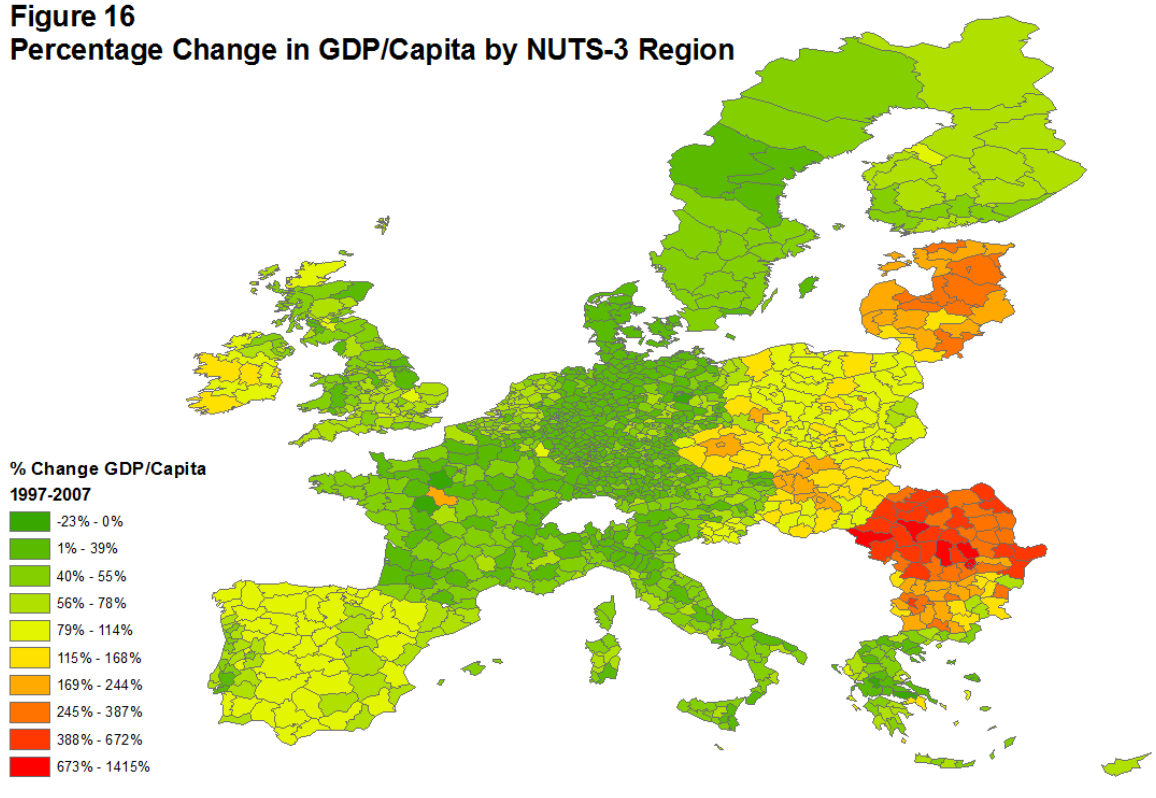 Figure 16
Percentage Change in GDP/Capita by NUTS-3 Region
% Change GDP/Capita
1997-2007
-23% - 0%
1% - 39%
40% - 55%
56% - 78%
79% - 114%
115% - 168%
169% - 244%
245% - 387%
388% - 672%
673% - 1415%